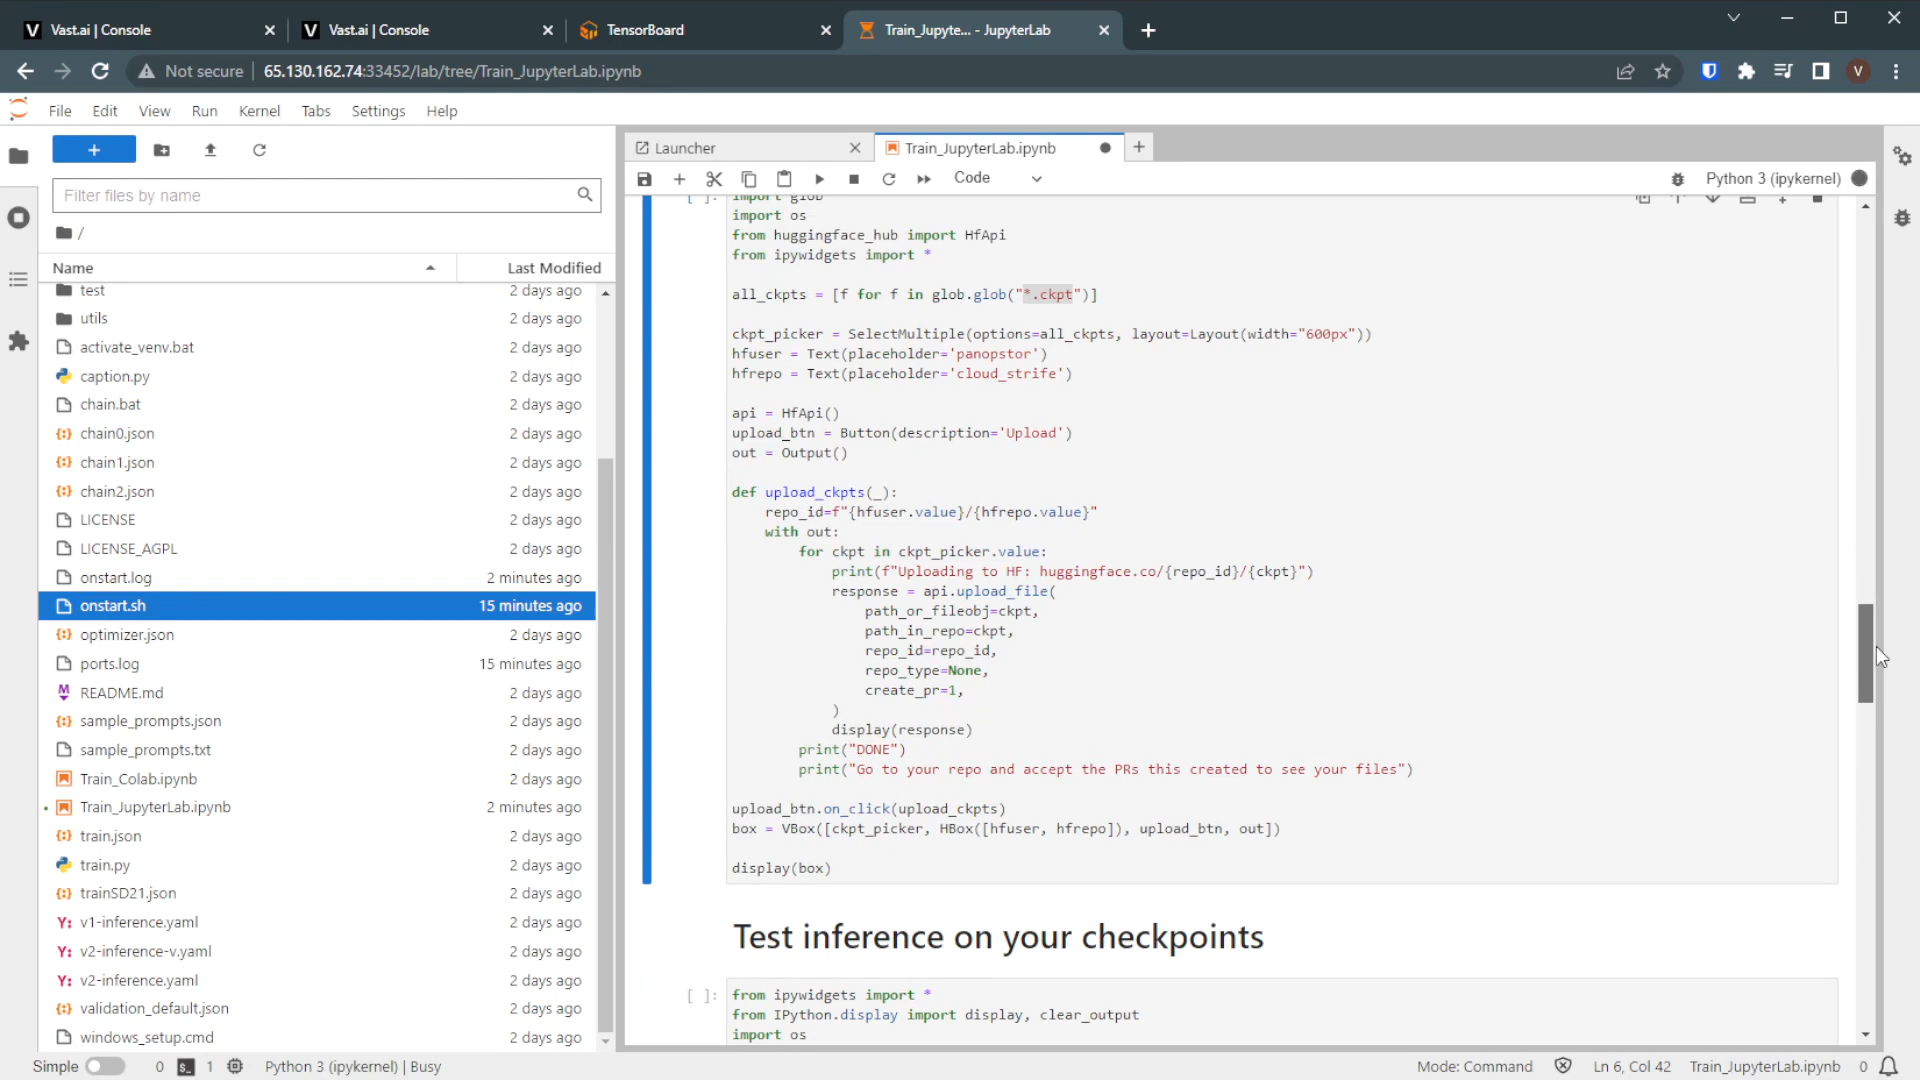 Vast.ai | Console
Vast.ai | Console
TensorBoard
Train_Jupyte... - JupyterLab
Not secure
65.130.162.74:33452/lab/tree/Train_JupyterLab.ipynb
V
File Edit View Run Kernel Tabs Settings Help
Filter files by name
/
Name Last Modified
test 2 days ago
utils 2 days ago
activate_venv.bat 2 days ago
caption.py 2 days ago
chain.bat 2 days ago
chain0.json 2 days ago
chain1.json 2 days ago
chain2.json 2 days ago
LICENSE 2 days ago
LICENSE_AGPL 2 days ago
onstart.log 2 minutes ago
onstart.sh 15 minutes ago
optimizer.json 2 days ago
ports.log 15 minutes ago
README.md 2 days ago
sample_prompts.json 2 days ago
sample_prompts.txt 2 days ago
Train_Colab.ipynb 2 days ago
Train_JupyterLab.ipynb 2 minutes ago
train.json 2 days ago
train.py 2 days ago
trainSD21.json 2 days ago
v1-inference.yaml 2 days ago
v2-inference-v.yaml 2 days ago
v2-inference.yaml 2 days ago
validation_default.json 2 days ago
windows_setup.cmd 2 days ago
Launcher
Train_JupyterLab.ipynb
Code
Python 3 (ipykernel)
[ ]: import glob
import os
from huggingface_hub import HfApi
from ipywidgets import *
all_ckpts = [f for f in glob.glob("*.ckpt")]
ckpt_picker = SelectMultiple(options=all_ckpts, layout=Layout(width="600px"))
hfuser = Text(placeholder='panopstor')
hfrepo = Text(placeholder='cloud_strife')
api = HfApi()
upload_btn = Button(description='Upload')
out = Output()
def upload_ckpts(_):
repo_id=f"{hfuser.value}/{hfrepo.value}"
with out:
for ckpt in ckpt_picker.value:
print(f"Uploading to HF: huggingface.co/{repo_id}/{ckpt}")
response = api.upload_file(
path_or_fileobj=ckpt,
path_in_repo=ckpt,
repo_id=repo_id,
repo_type=None,
create_pr=1,
)
display(response)
print("DONE")
print("Go to your repo and accept the PRs this created to see your files")
upload_btn.on_click(upload_ckpts)
box = VBox([ckpt_picker, HBox([hfuser, hfrepo]), upload_btn, out])
display(box)
Test inference on your checkpoints
[ ]: from ipywidgets import *
from IPython.display import display, clear_output
import os
Simple 0 1 Python 3 (ipykernel) | Busy
Mode: Command Ln 6, Col 42 Train_JupyterLab.ipynb 0